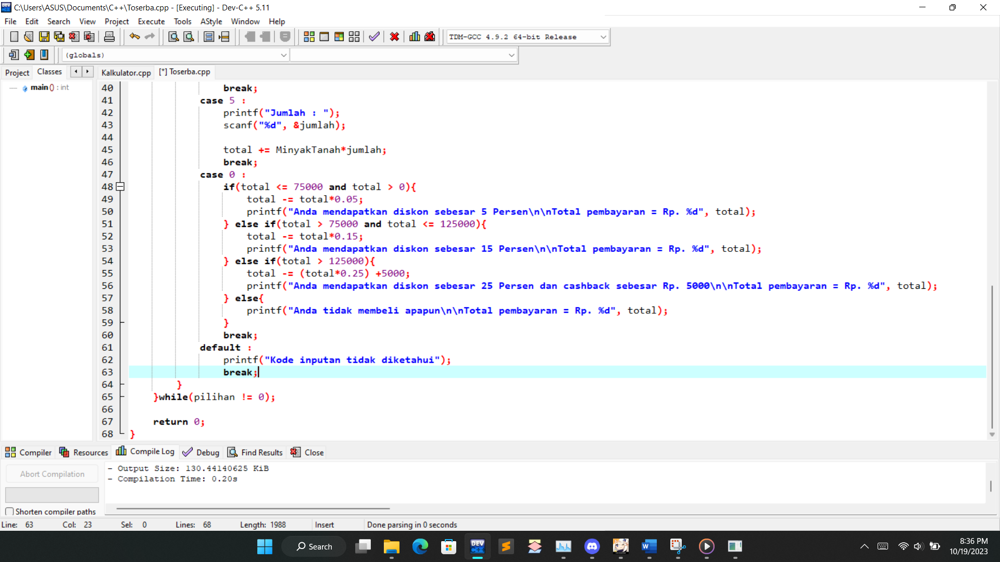 C:\Users\ASUS\Documents\C++\Toserba.cpp - [Executing] - Dev-C++ 5.11
File Edit Search View Project Execute Tools AStyle Window Help
TDM-GCC 4.9.2 64-bit Release
(globals)
Project Classes Kalkulator.cpp [*] Toserba.cpp
main () : int
40 break;
41 case 5 :
42 printf("Jumlah : ");
43 scanf("%d", &jumlah);
44
45 total += MinyakTanah*jumlah;
46 break;
47 case 0 :
48 if(total <= 75000 and total > 0){
49 total -= total*0.05;
50 printf("Anda mendapatkan diskon sebesar 5 Persen\n\nTotal pembayaran = Rp. %d", total);
51 } else if(total > 75000 and total <= 125000){
52 total -= total*0.15;
53 printf("Anda mendapatkan diskon sebesar 15 Persen\n\nTotal pembayaran = Rp. %d", total);
54 } else if(total > 125000){
55 total -= (total*0.25) +5000;
56 printf("Anda mendapatkan diskon sebesar 25 Persen dan cashback sebesar Rp. 5000\n\nTotal pembayaran = Rp. %d", total);
57 } else{
58 printf("Anda tidak membeli apapun\n\nTotal pembayaran = Rp. %d", total);
59 }
60 break;
61 default :
62 printf("Kode inputan tidak diketahui");
63 break;
64 }
65 }while(pilihan != 0);
66
67 return 0;
68 }
Compiler Resources Compile Log Debug Find Results Close
Abort Compilation
- Output Size: 130.44140625 KiB
- Compilation Time: 0.20s
Shorten compiler paths
Line: 63 Col: 23 Sel: 0 Lines: 68 Length: 1988 Insert Done parsing in 0 seconds
Search
DEV C++
8:36 PM
10/19/2023